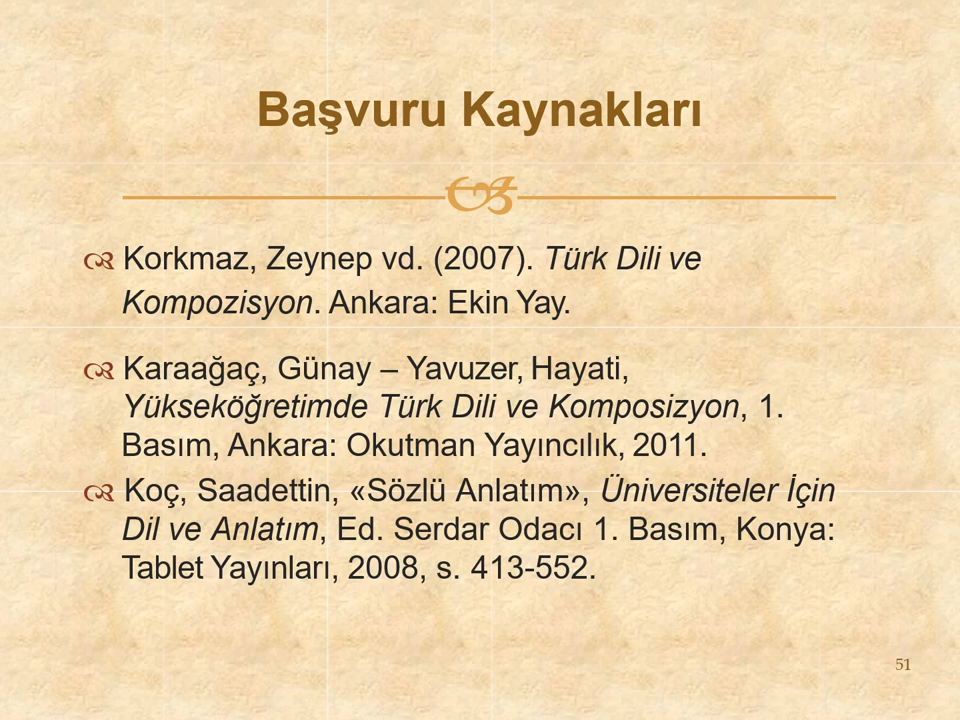 Başvuru Kaynakları
Korkmaz, Zeynep vd. (2007). Türk Dili ve
Kompozisyon. Ankara: Ekin Yay.
Karaağaç, Günay – Yavuzer, Hayati,
Yükseköğretimde Türk Dili ve Komposizyon, 1.
Basım, Ankara: Okutman Yayıncılık, 2011.
Koç, Saadettin, «Sözlü Anlatım», Üniversiteler İçin
Dil ve Anlatım, Ed. Serdar Odacı 1. Basım, Konya:
Tablet Yayınları, 2008, s. 413-552.
51